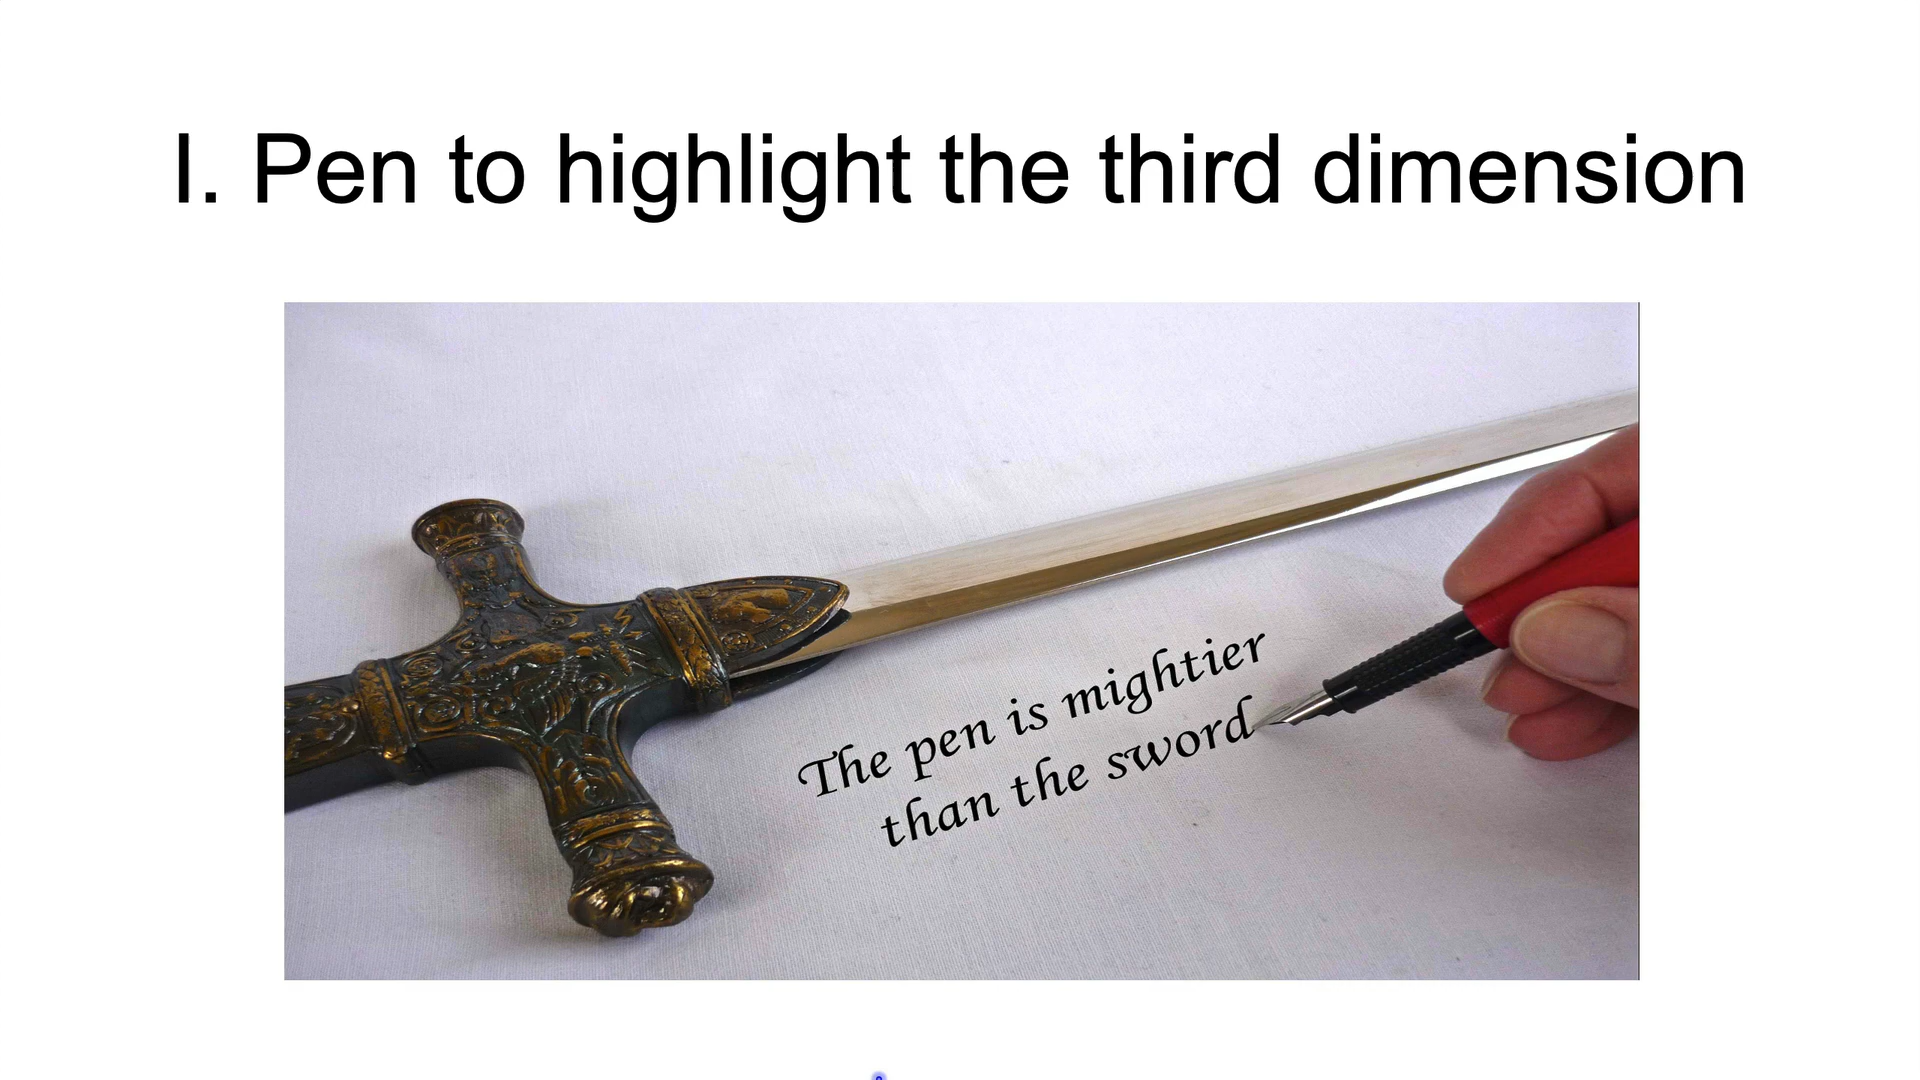 I. Pen to highlight the third dimension
The pen is mightier
than the sword